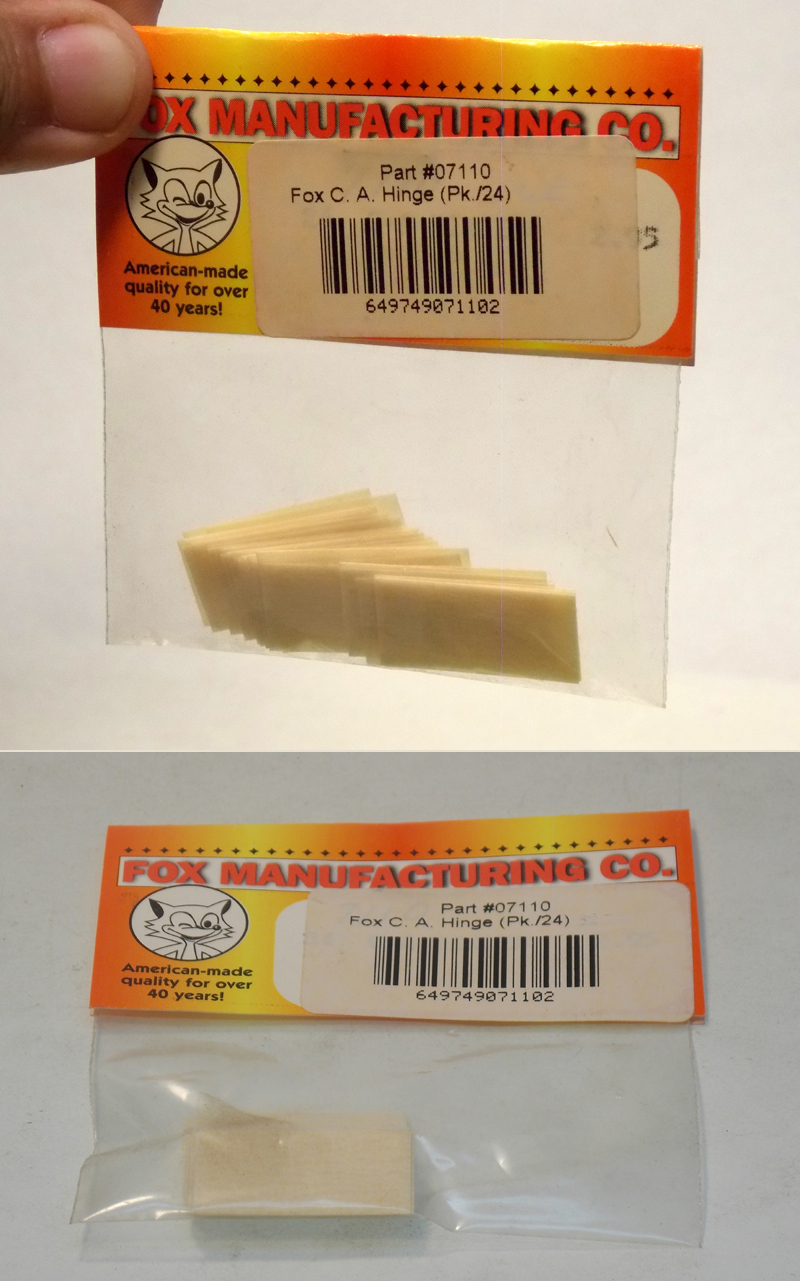 FOX MANUFACTURING CO.
Part #07110
Fox C. A. Hinge (Pk./24)
649749071102
American-made
quality for over
40 years!
FOX MANUFACTURING CO.
Part #07110
Fox C. A. Hinge (Pk./24)
649749071102
American-made
quality for over
40 years!